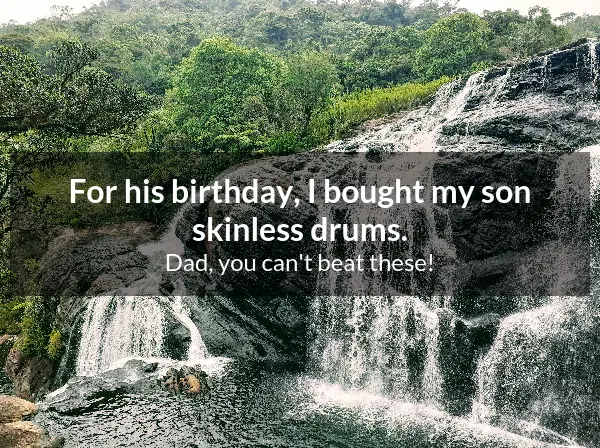 For his birthday, I bought my son
skinless drums.
Dad, you can't beat these!